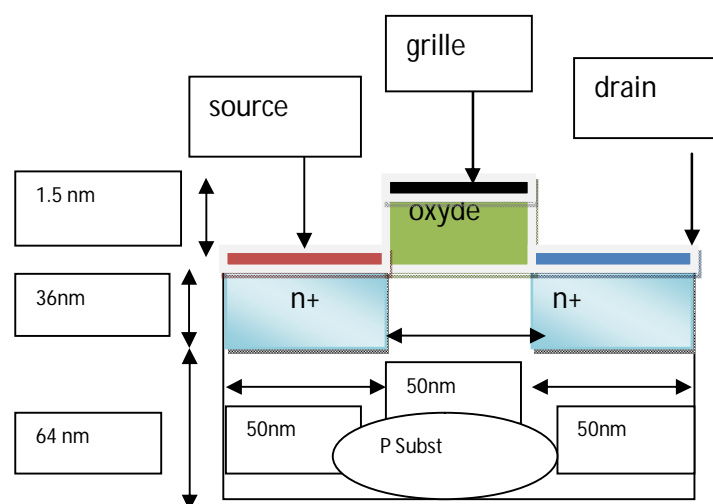 grille
drain
source
1.5 nm
oxyde
36nm
n+
n+
50nm
64 nm
50nm
50nm
P Subst